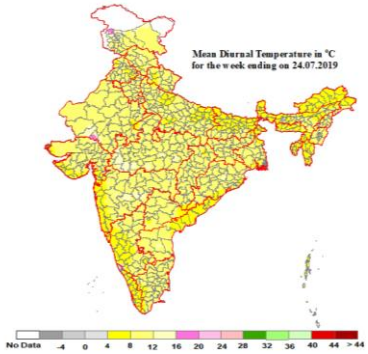 Mean Diurnal Temperature in °C
for the week ending on 24.07.2019
No Data -4 0 4 8 12 16 20 24 28 32 36 40 44 > 44